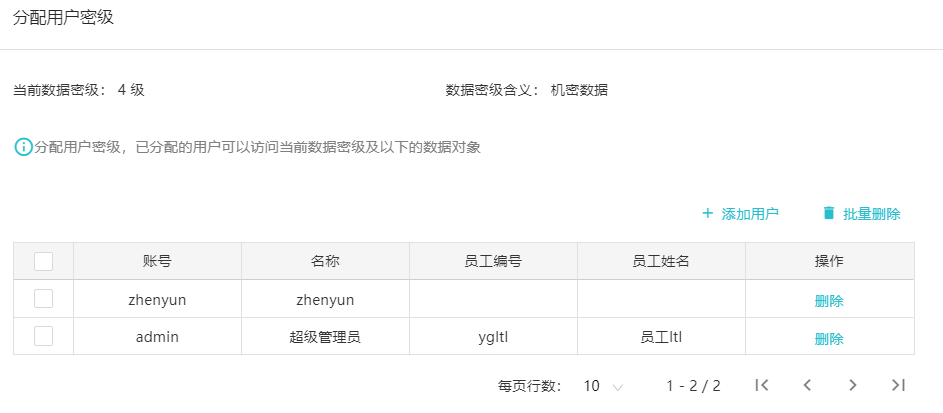 分配用户密级
当前数据密级： 4 级 数据密级含义： 机密数据
分配用户密级，已分配的用户可以访问当前数据密级及以下的数据对象
+ 添加用户 批量删除
账号 名称 员工编号 员工姓名 操作
zhenyun zhenyun 删除
admin 超级管理员 ygltl 员工ltl 删除
每页行数： 10 1 - 2 / 2